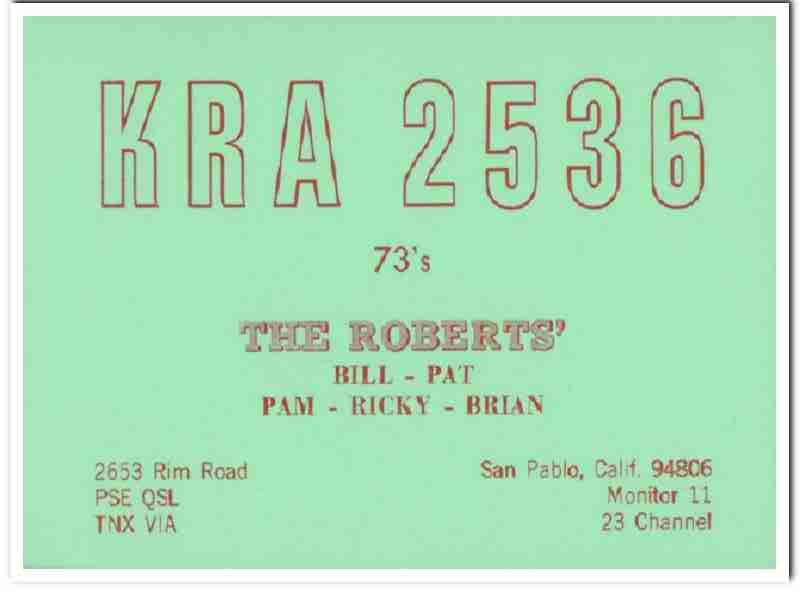 KRA 2536
73's
THE ROBERTS'
BILL - PAT
PAM - RICKY - BRIAN
2653 Rim Road
PSE QSL
TNX VIA
San Pablo, Calif. 94806
Monitor 11
23 Channel